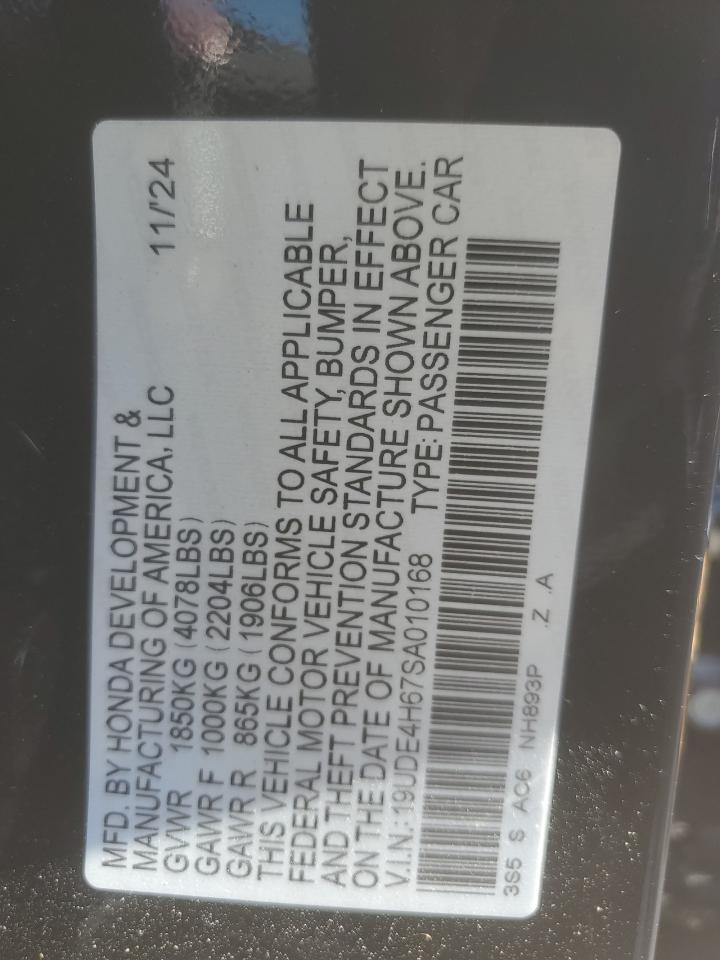 MFD. BY HONDA DEVELOPMENT &
MANUFACTURING OF AMERICA, LLC 11/'24
GVWR 1850KG (4078LBS)
GAWR F 1000KG (2204LBS)
GAWR R 865KG (1906LBS)
THIS VEHICLE CONFORMS TO ALL APPLICABLE
FEDERAL MOTOR VEHICLE SAFETY, BUMPER,
AND THEFT PREVENTION STANDARDS IN EFFECT
ON THE DATE OF MANUFACTURE SHOWN ABOVE.
V.I.N.:19UDE4H67SA010168 TYPE:PASSENGER CAR
3S5 S AC6 NH893P .Z .A